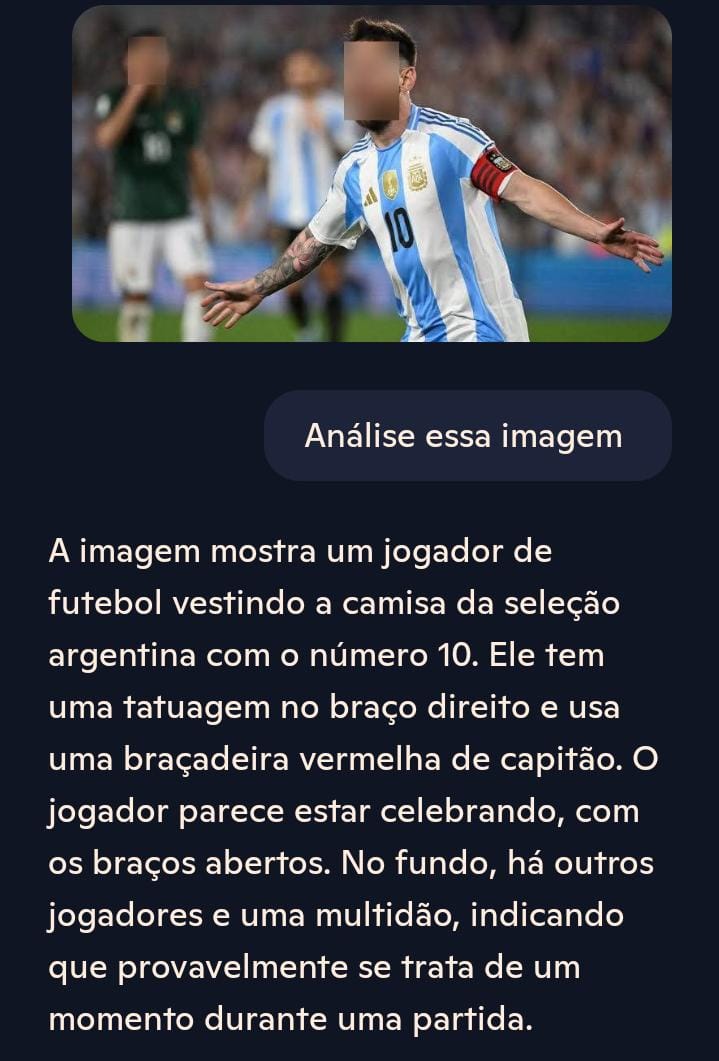 10
10
Análise essa imagem
A imagem mostra um jogador de
futebol vestindo a camisa da seleção
argentina com o número 10. Ele tem
uma tatuagem no braço direito e usa
uma braçadeira vermelha de capitão. O
jogador parece estar celebrando, com
os braços abertos. No fundo, há outros
jogadores e uma multidão, indicando
que provavelmente se trata de um
momento durante uma partida.